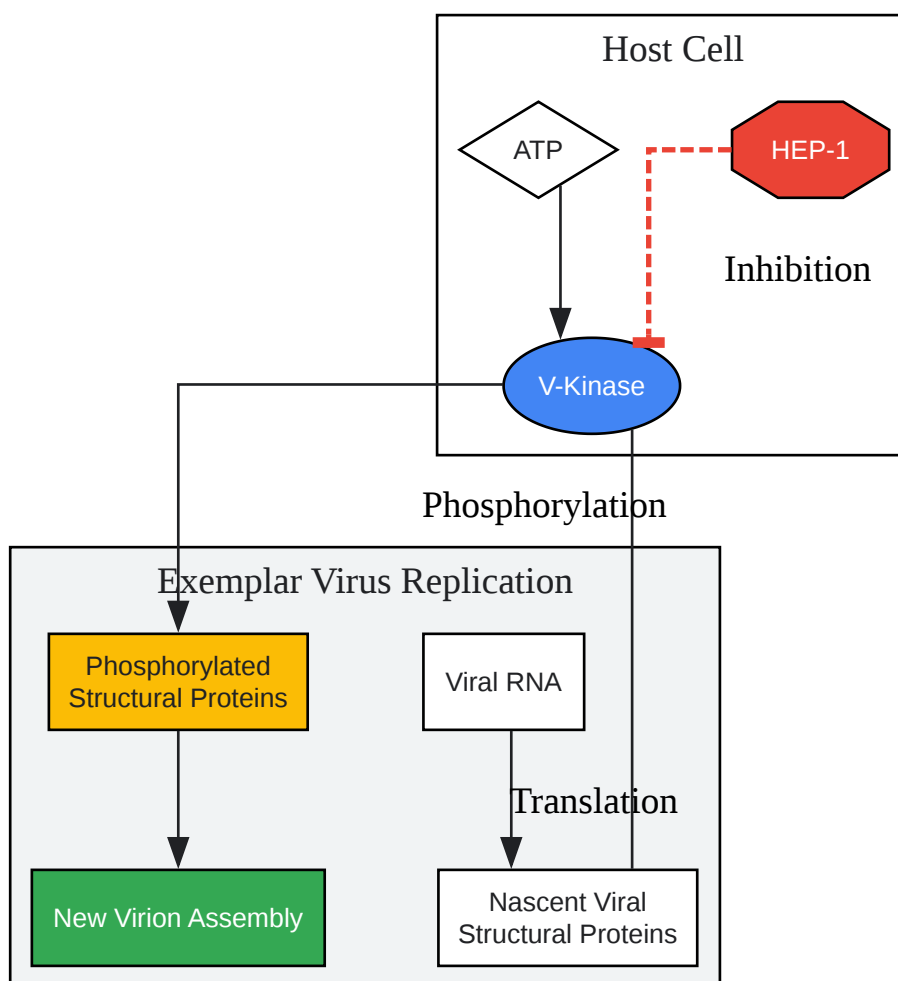 Host Cell
ATP
HEP-1
Inhibition
V-Kinase
Phosphorylation
Exemplar Virus Replication
Phosphorylated
Structural Proteins
Viral RNA
Translation
New Virion Assembly
Nascent Viral
Structural Proteins